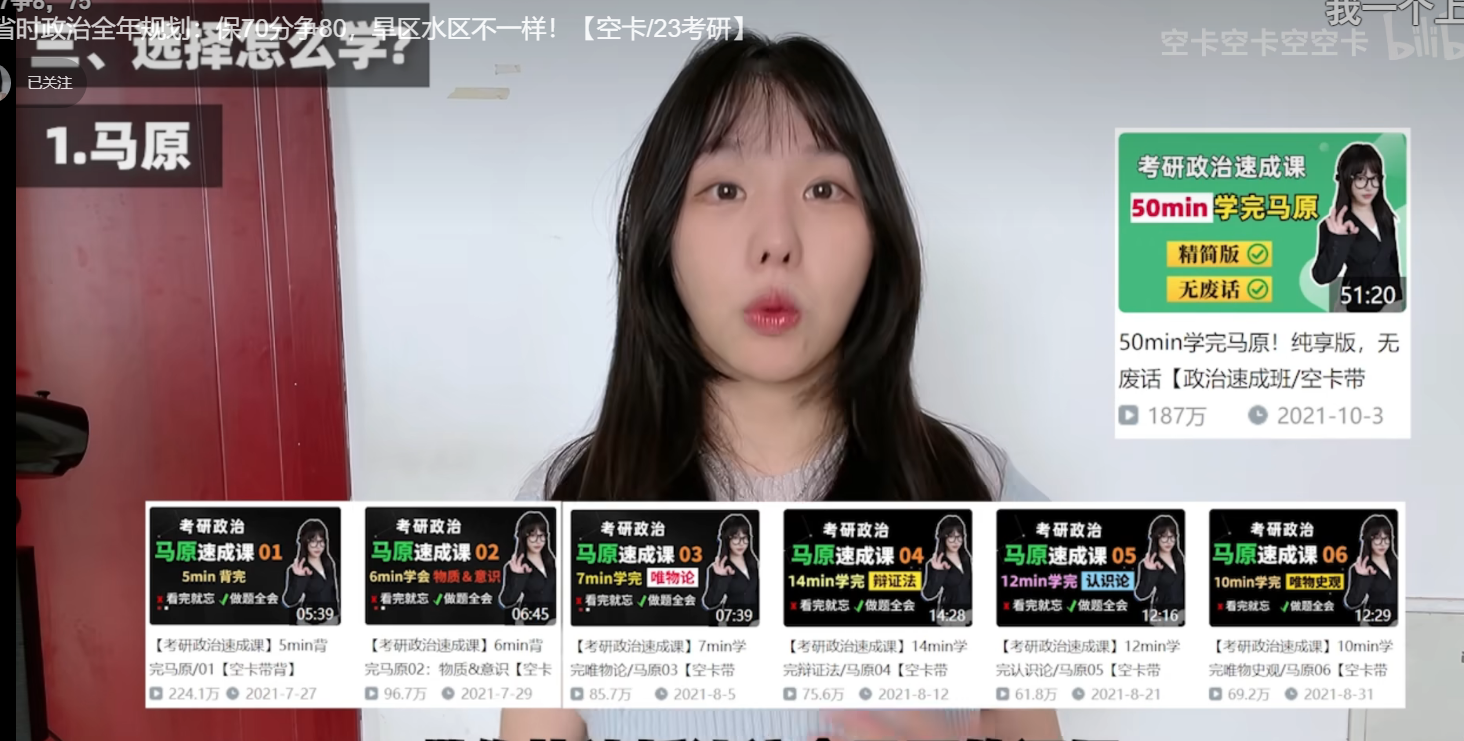 省时政治全年规划：保70分争80，旱区水区不一样！【空卡/23考研】
三、选择怎么学？
已关注
1.马原
我一个上
空卡空卡空空卡 bilib
考研政治速成课
50min学完马原
精简版
无废话
51:20
50min学完马原！纯享版，无
废话【政治速成班/空卡带
187万 2021-10-3
考研政治
马原速成课01
5min 背完
×看完就忘 √做题全会
05:39
【考研政治速成课】5min背
完马原/01【空卡带背】
224.1万 2021-7-27
考研政治
马原速成课02
6min学会 物质&意识
×看完就忘 √做题全会
06:45
【考研政治速成课】6min背
完马原02：物质&意识【空卡
96.7万 2021-7-29
考研政治
马原速成课03
7min学完 唯物论
×看完就忘 √做题全会
07:39
【考研政治速成课】7min学
完唯物论/马原03【空卡带
85.7万 2021-8-5
考研政治
马原速成课04
14min学完 辩证法
×看完就忘 √做题全会
14:28
【考研政治速成课】14min学
完辩证法/马原04【空卡带
75.6万 2021-8-12
考研政治
马原速成课05
12min学完 认识论
×看完就忘 √做题全会
12:16
【考研政治速成课】12min学
完认识论/马原05【空卡带
61.8万 2021-8-21
考研政治
马原速成课06
10min学完 唯物史观
×看完就忘 √做题全会
12:29
【考研政治速成课】10min学
完唯物史观/马原06【空卡带
69.2万 2021-8-31